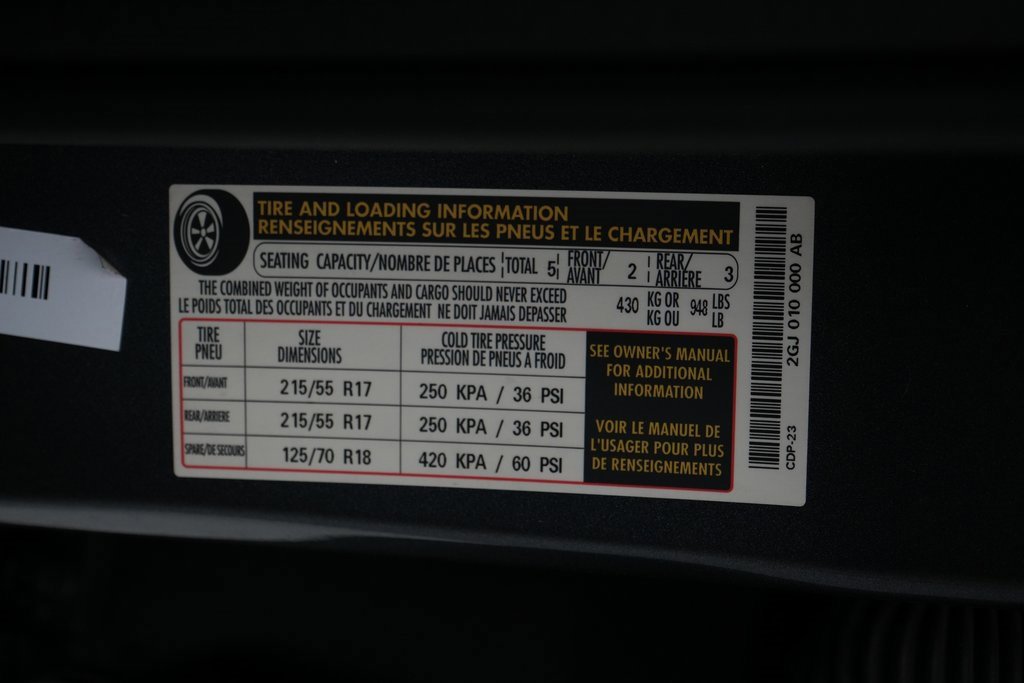 TIRE AND LOADING INFORMATION
RENSEIGNEMENTS SUR LES PNEUS ET LE CHARGEMENT
SEATING CAPACITY/NOMBRE DE PLACES TOTAL 5 FRONT/AVANT 2 REAR/ARRIÈRE 3
THE COMBINED WEIGHT OF OCCUPANTS AND CARGO SHOULD NEVER EXCEED
LE POIDS TOTAL DES OCCUPANTS ET DU CHARGEMENT NE DOIT JAMAIS DEPASSER
430 KG OR 948 LBS
KG OU LB
TIRE SIZE COLD TIRE PRESSURE
PNEU DIMENSIONS PRESSION DE PNEUS A FROID
FRONT/AVANT 215/55 R17 250 KPA / 36 PSI
REAR/ARRIERE 215/55 R17 250 KPA / 36 PSI
SPARE/DE SECOURS 125/70 R18 420 KPA / 60 PSI
SEE OWNER'S MANUAL
FOR ADDITIONAL
INFORMATION
VOIR LE MANUEL DE
L'USAGER POUR PLUS
DE RENSEIGNEMENTS
CDP-23 2GJ 010 000 AB